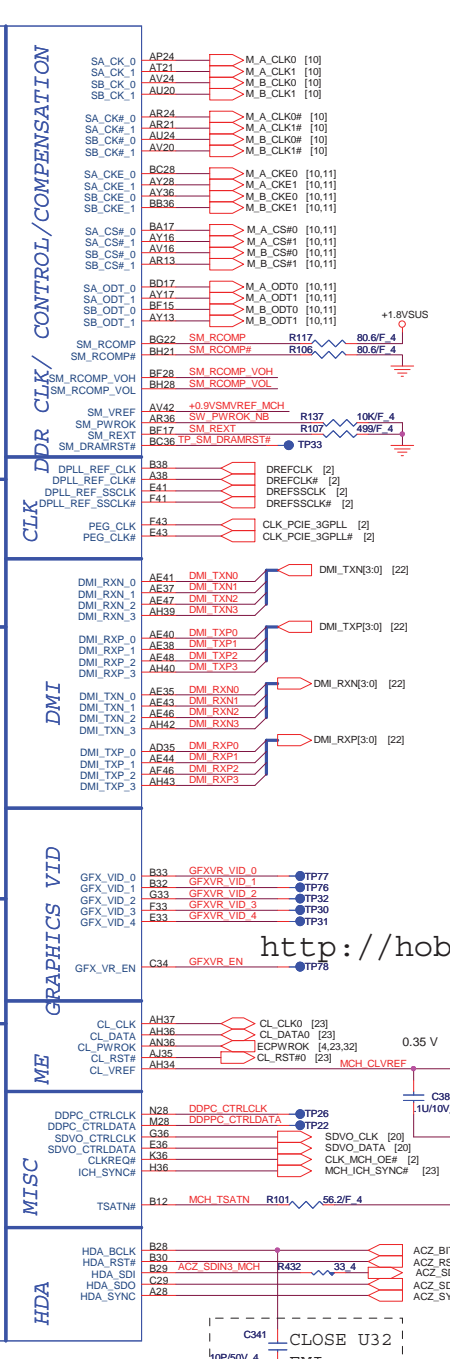 DDR CLK/ CONTROL/COMPENSATION
SA_CK_0 AP24 M_A_CLK0 [10]
SA_CK_1 AT21 M_A_CLK1 [10]
SB_CK_0 AV24 M_B_CLK0 [10]
SB_CK_1 AU20 M_B_CLK1 [10]
SA_CK#_0 AR24 M_A_CLK0# [10]
SA_CK#_1 AR21 M_A_CLK1# [10]
SB_CK#_0 AU24 M_B_CLK0# [10]
SB_CK#_1 AV20 M_B_CLK1# [10]
SA_CKE_0 BC28 M_A_CKE0 [10,11]
SA_CKE_1 AY28 M_A_CKE1 [10,11]
SB_CKE_0 AY36 M_B_CKE0 [10,11]
SB_CKE_1 BB36 M_B_CKE1 [10,11]
SA_CS#_0 BA17 M_A_CS#0 [10,11]
SA_CS#_1 AY16 M_A_CS#1 [10,11]
SB_CS#_0 AV16 M_B_CS#0 [10,11]
SB_CS#_1 AR13 M_B_CS#1 [10,11]
SA_ODT_0 BD17 M_A_ODT0 [10,11]
SA_ODT_1 AY17 M_A_ODT1 [10,11]
SB_ODT_0 BF15 M_B_ODT0 [10,11]
SB_ODT_1 AY13 M_B_ODT1 [10,11]
+1.8VSUS
SM_RCOMP BG22 SM_RCOMP R117 80.6/F_4
SM_RCOMP# BH21 SM_RCOMP# R106 80.6/F_4
SM_RCOMP_VOH BF28 SM_RCOMP_VOH
SM_RCOMP_VOL BH28 SM_RCOMP_VOL
SM_VREF AV42 +0.9VSMVREF_MCH
SM_PWROK AR36 SW_PWROK_NB R137 10K/F_4
SM_REXT BF17 SM_REXT R107 499/F_4
SM_DRAMRST# BC36 TP_SM_DRAMRST# TP33
CLK
DPLL_REF_CLK B38 DREFCLK [2]
DPLL_REF_CLK# A38 DREFCLK# [2]
DPLL_REF_SSCLK E41 DREFSSCLK [2]
DPLL_REF_SSCLK# F41 DREFSSCLK# [2]
PEG_CLK F43 CLK_PCIE_3GPLL [2]
PEG_CLK# E43 CLK_PCIE_3GPLL# [2]
DMI
DMI_TXN[3:0] [22]
DMI_RXN_0 AE41 DMI_TXN0
DMI_RXN_1 AE37 DMI_TXN1
DMI_RXN_2 AE47 DMI_TXN2
DMI_RXN_3 AH39 DMI_TXN3
DMI_TXP[3:0] [22]
DMI_RXP_0 AE40 DMI_TXP0
DMI_RXP_1 AE38 DMI_TXP1
DMI_RXP_2 AE48 DMI_TXP2
DMI_RXP_3 AH40 DMI_TXP3
DMI_RXN[3:0] [22]
DMI_TXN_0 AE35 DMI_RXN0
DMI_TXN_1 AE43 DMI_RXN1
DMI_TXN_2 AE46 DMI_RXN2
DMI_TXN_3 AH42 DMI_RXN3
DMI_RXP[3:0] [22]
DMI_TXP_0 AD35 DMI_RXP0
DMI_TXP_1 AE44 DMI_RXP1
DMI_TXP_2 AF46 DMI_RXP2
DMI_TXP_3 AH43 DMI_RXP3
GRAPHICS VID
GFX_VID_0 B33 GFXVR_VID_0 TP77
GFX_VID_1 B32 GFXVR_VID_1 TP76
GFX_VID_2 G33 GFXVR_VID_2 TP32
GFX_VID_3 F33 GFXVR_VID_3 TP30
GFX_VID_4 E33 GFXVR_VID_4 TP31
http://hob
GFX_VR_EN C34 GFXVR_EN TP78
ME
CL_CLK AH37 CL_CLK0 [23]
CL_DATA AH36 CL_DATA0 [23]
CL_PWROK AN36 ECPWROK [4,23,32]
CL_RST# AJ35 CL_RST#0 [23]
CL_VREF AH34 MCH_CLVREF
0.35 V
C38
.1U/10V
MISC
DDPC_CTRLCLK N28 DDPC_CTRLCLK TP26
DDPC_CTRLDATA M28 DDPPC_CTRLDATA TP22
SDVO_CTRLCLK G36 SDVO_CLK [20]
SDVO_CTRLDATA E36 SDVO_DATA [20]
CLKREQ# K36 CLK_MCH_OE# [2]
ICH_SYNC# H36 MCH_ICH_SYNC# [23]
TSATN# B12 MCH_TSATN R101 56.2/F_4
HDA
HDA_BCLK B28 ACZ_BI
HDA_RST# B30 ACZ_RS
HDA_SDI B29 ACZ_SDIN3_MCH R432 33_4 ACZ_SD
HDA_SDO C29 ACZ_SD
HDA_SYNC A28 ACZ_SY
C341 CLOSE U32
10P/50V_4 EMI